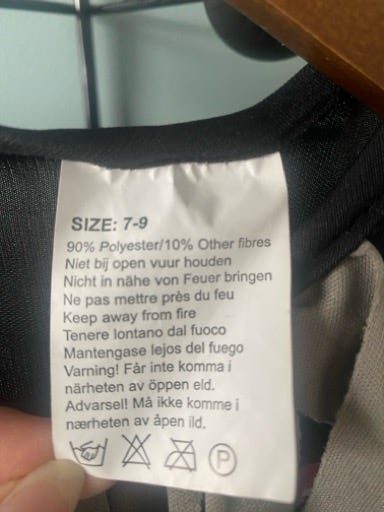 SIZE: 7-9
90% Polyester/10% Other fibres
Niet bij open vuur houden
Nicht in nähe von Feuer bringen
Ne pas mettre près du feu
Keep away from fire
Tenere lontano dal fuoco
Mantengase lejos del fuego
Varning! Får inte komma i
närheten av öppen eld.
Advarsel! Må ikke komme i
nærheten av åpen ild.
P